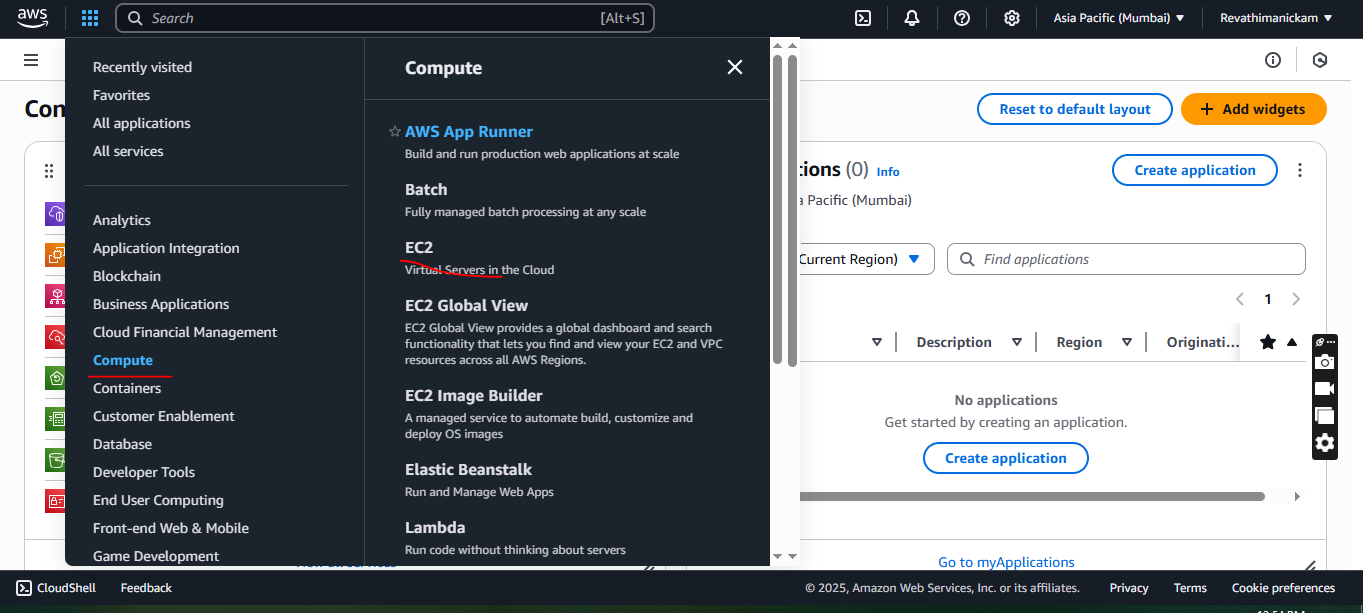 aws
Search
[Alt+S]
Asia Pacific (Mumbai)
Revathimanickam
Con
Reset to default layout
+ Add widgets
Recently visited
Favorites
All applications
All services
Analytics
Application Integration
Blockchain
Business Applications
Cloud Financial Management
Compute
Containers
Customer Enablement
Database
Developer Tools
End User Computing
Front-end Web & Mobile
Game Development
Compute
AWS App Runner
Build and run production web applications at scale
Batch
Fully managed batch processing at any scale
EC2
Virtual Servers in the Cloud
EC2 Global View
EC2 Global View provides a global dashboard and search
functionality that lets you find and view your EC2 and VPC
resources across all AWS Regions.
EC2 Image Builder
A managed service to automate build, customize and
deploy OS images
Elastic Beanstalk
Run and Manage Web Apps
Lambda
Run code without thinking about servers
tions (0) Info
Create application
a Pacific (Mumbai)
Current Region)
Find applications
1
Description
Region
Originati...
No applications
Get started by creating an application.
Create application
Go to myApplications
CloudShell
Feedback
© 2025, Amazon Web Services, Inc. or its affiliates.
Privacy
Terms
Cookie preferences